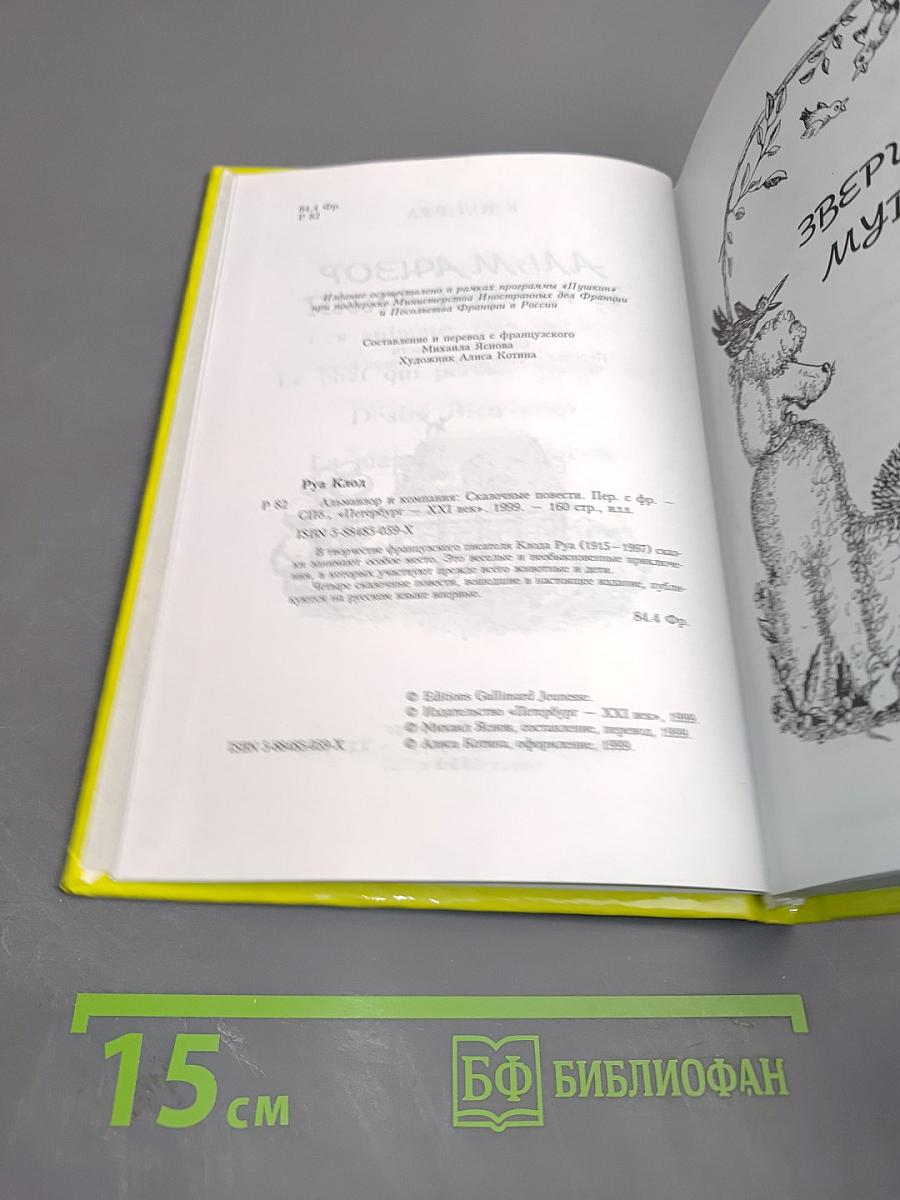 84.4 Фр.
Р 82
Издание осуществлено в рамках программы «Пушкин»
при поддержке Министерства Иностранных дел Франции
и Посольства Франции в России
Составление и перевод с французского
Михаила Яснова
Художник Алиса Котина
Руа Клод
Р 82 Альманзор и компания: Сказочные повести. Пер. с фр. —
СПб., «Петербург — XXI век». 1999. — 160 стр., илл.
ISBN 5-88485-059-X
В творчестве французского писателя Клода Руа (1915—1997) сказ-
ки занимают особое место. Это веселые и необыкновенные приключе-
ния, в которых участвуют прежде всего животные и дети.
Четыре сказочные повести, вошедшие в настоящее издание, публи-
куются на русском языке впервые.
84.4 Фр.
© Editions Gallimard Jeunesse.
© Издательство «Петербург — XXI век», 1999.
© Михаил Яснов, составление, перевод, 1999.
ISBN 5-88485-059-X © Алиса Котина, оформление, 1999.
15 см
БФ БИБЛИОФАН